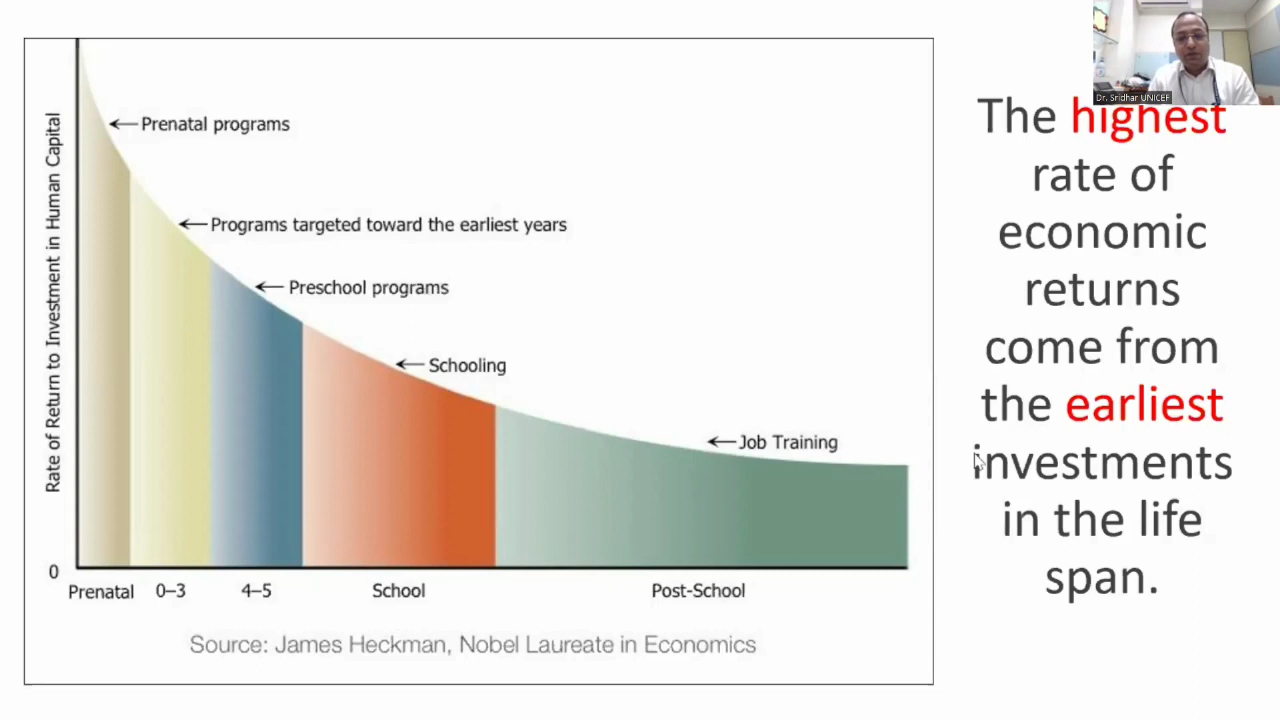 Dr. Sridhar UNICEF
Rate of Return to Investment in Human Capital
Prenatal programs
Programs targeted toward the earliest years
Preschool programs
Schooling
Job Training
0
Prenatal 0–3 4–5 School Post-School
Source: James Heckman, Nobel Laureate in Economics
The highest
rate of
economic
returns
come from
the earliest
investments
in the life
span.